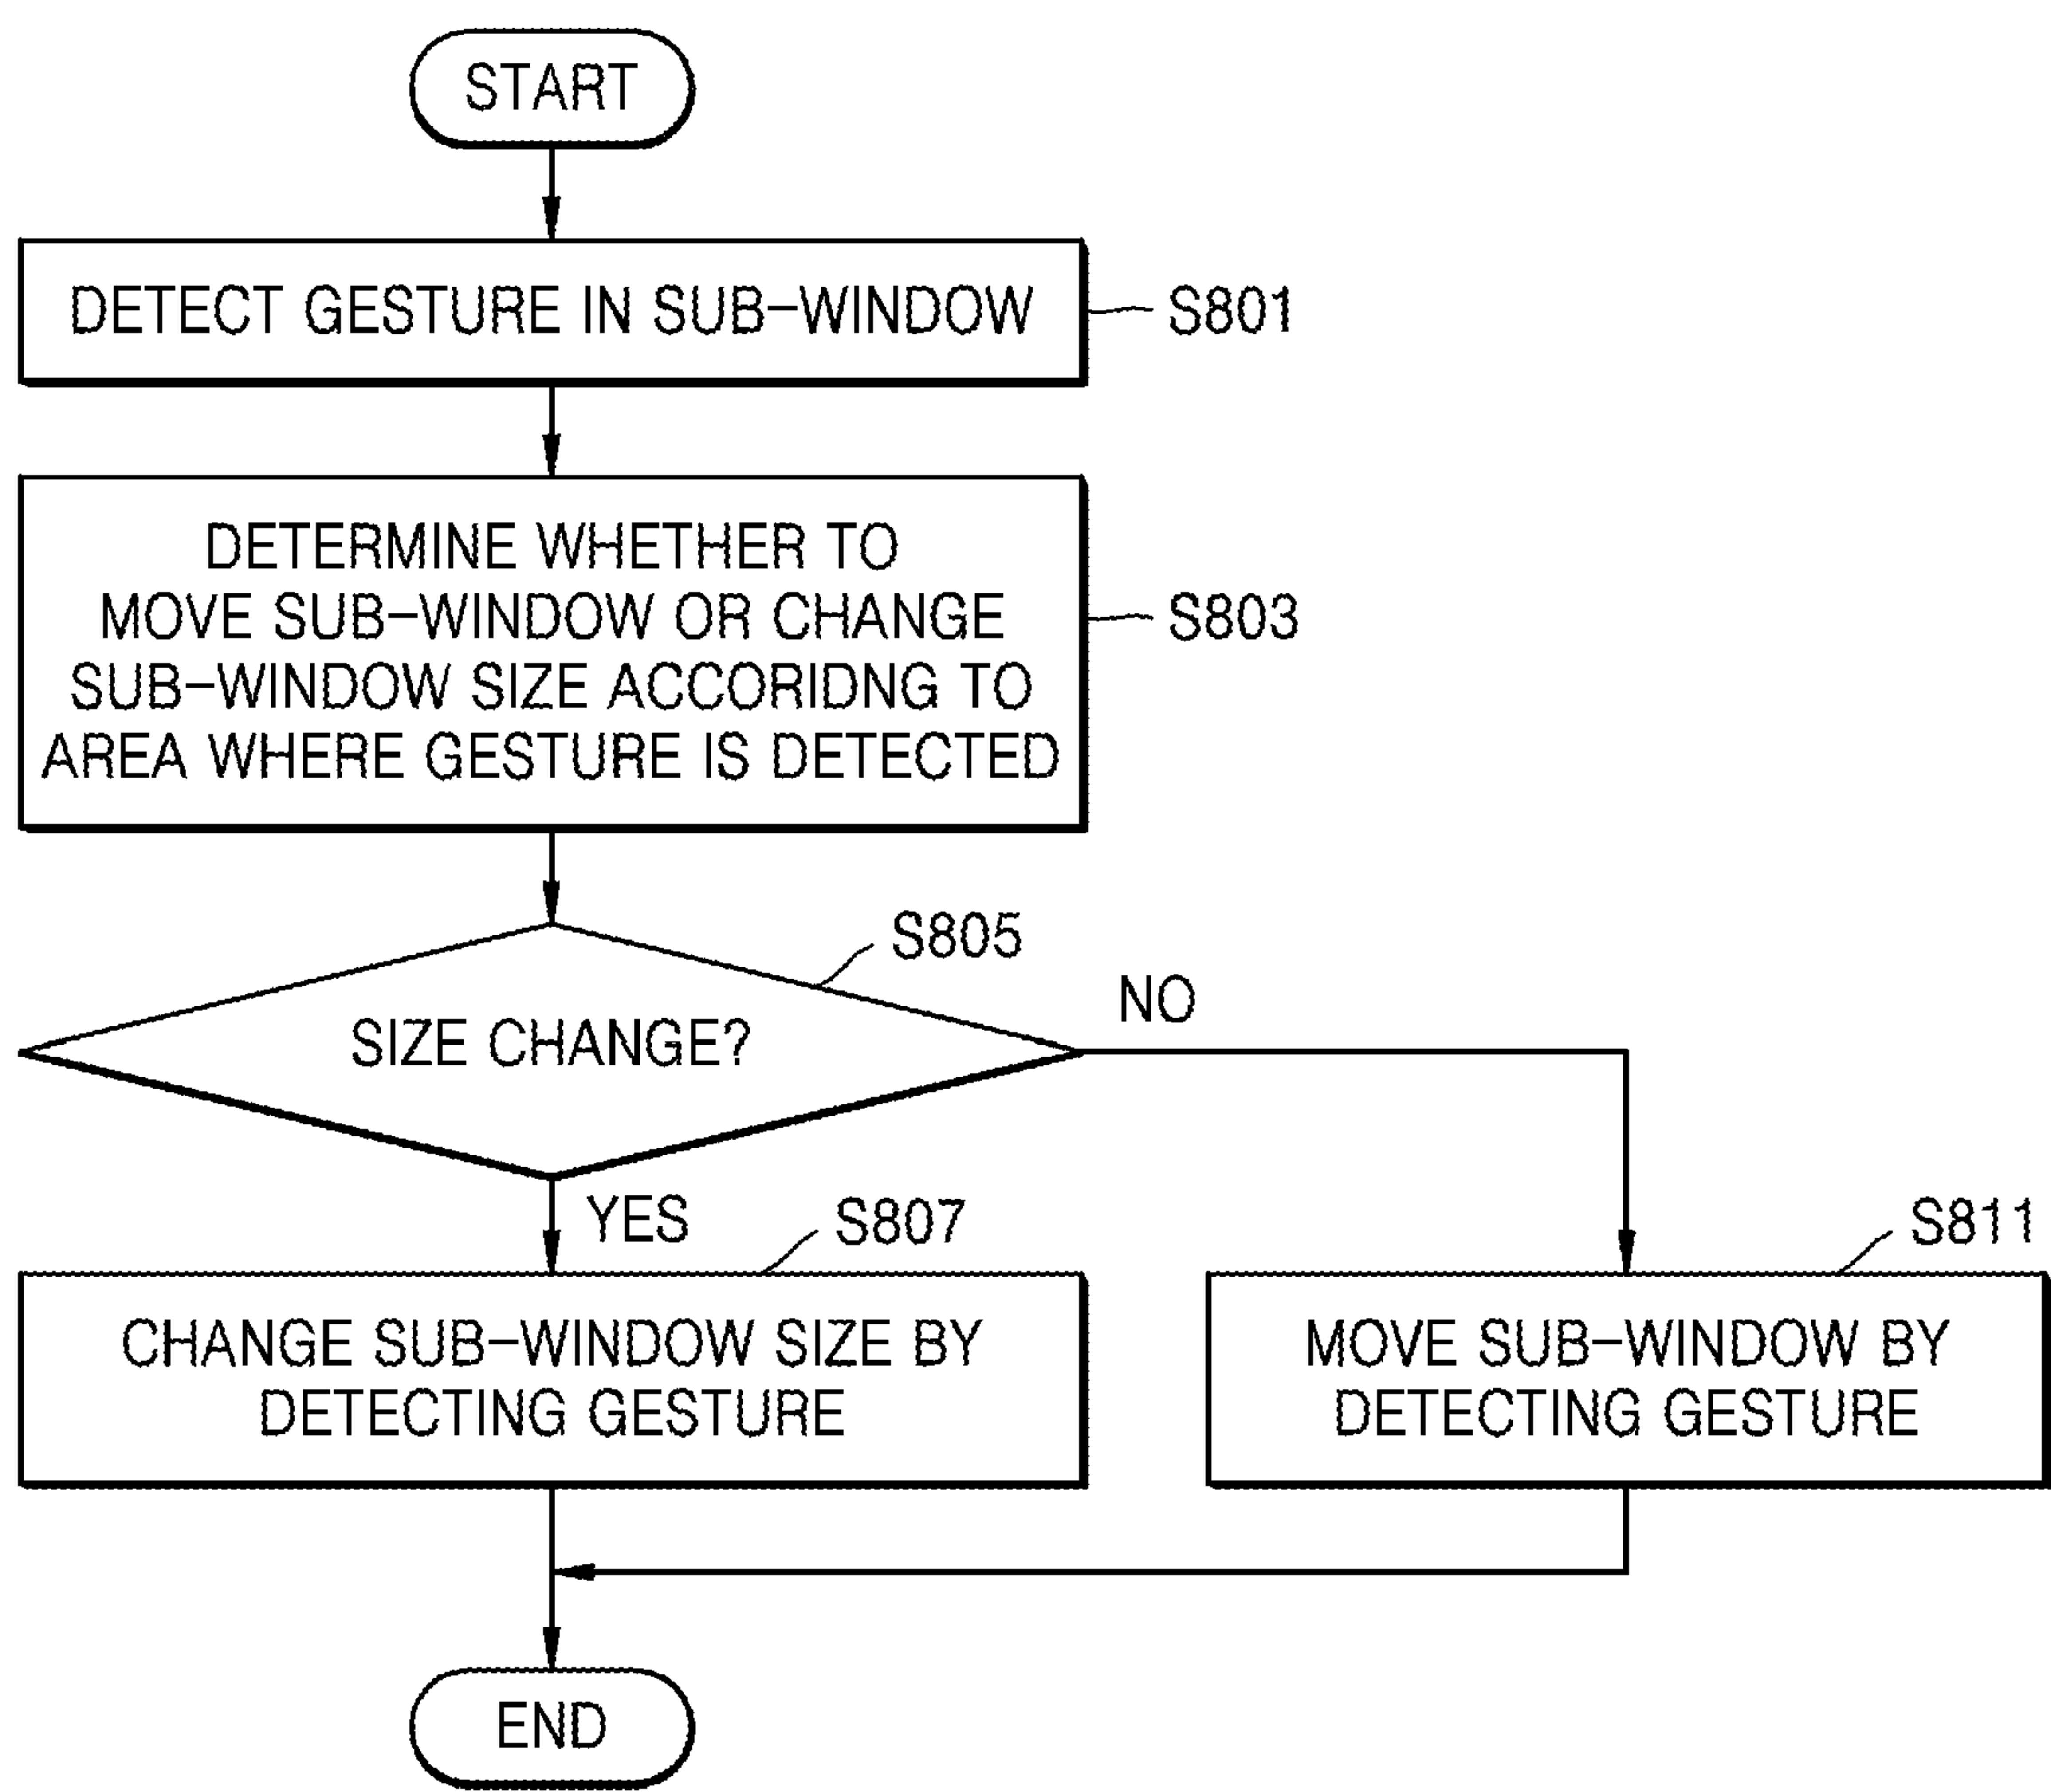 START
DETECT GESTURE IN SUB-WINDOW
S801
DETERMINE WHETHER TO
MOVE SUB-WINDOW OR CHANGE
SUB-WINDOW SIZE ACCORIDNG TO
AREA WHERE GESTURE IS DETECTED
S803
S805
SIZE CHANGE?
NO
YES
S807
CHANGE SUB-WINDOW SIZE BY
DETECTING GESTURE
S811
MOVE SUB-WINDOW BY
DETECTING GESTURE
END